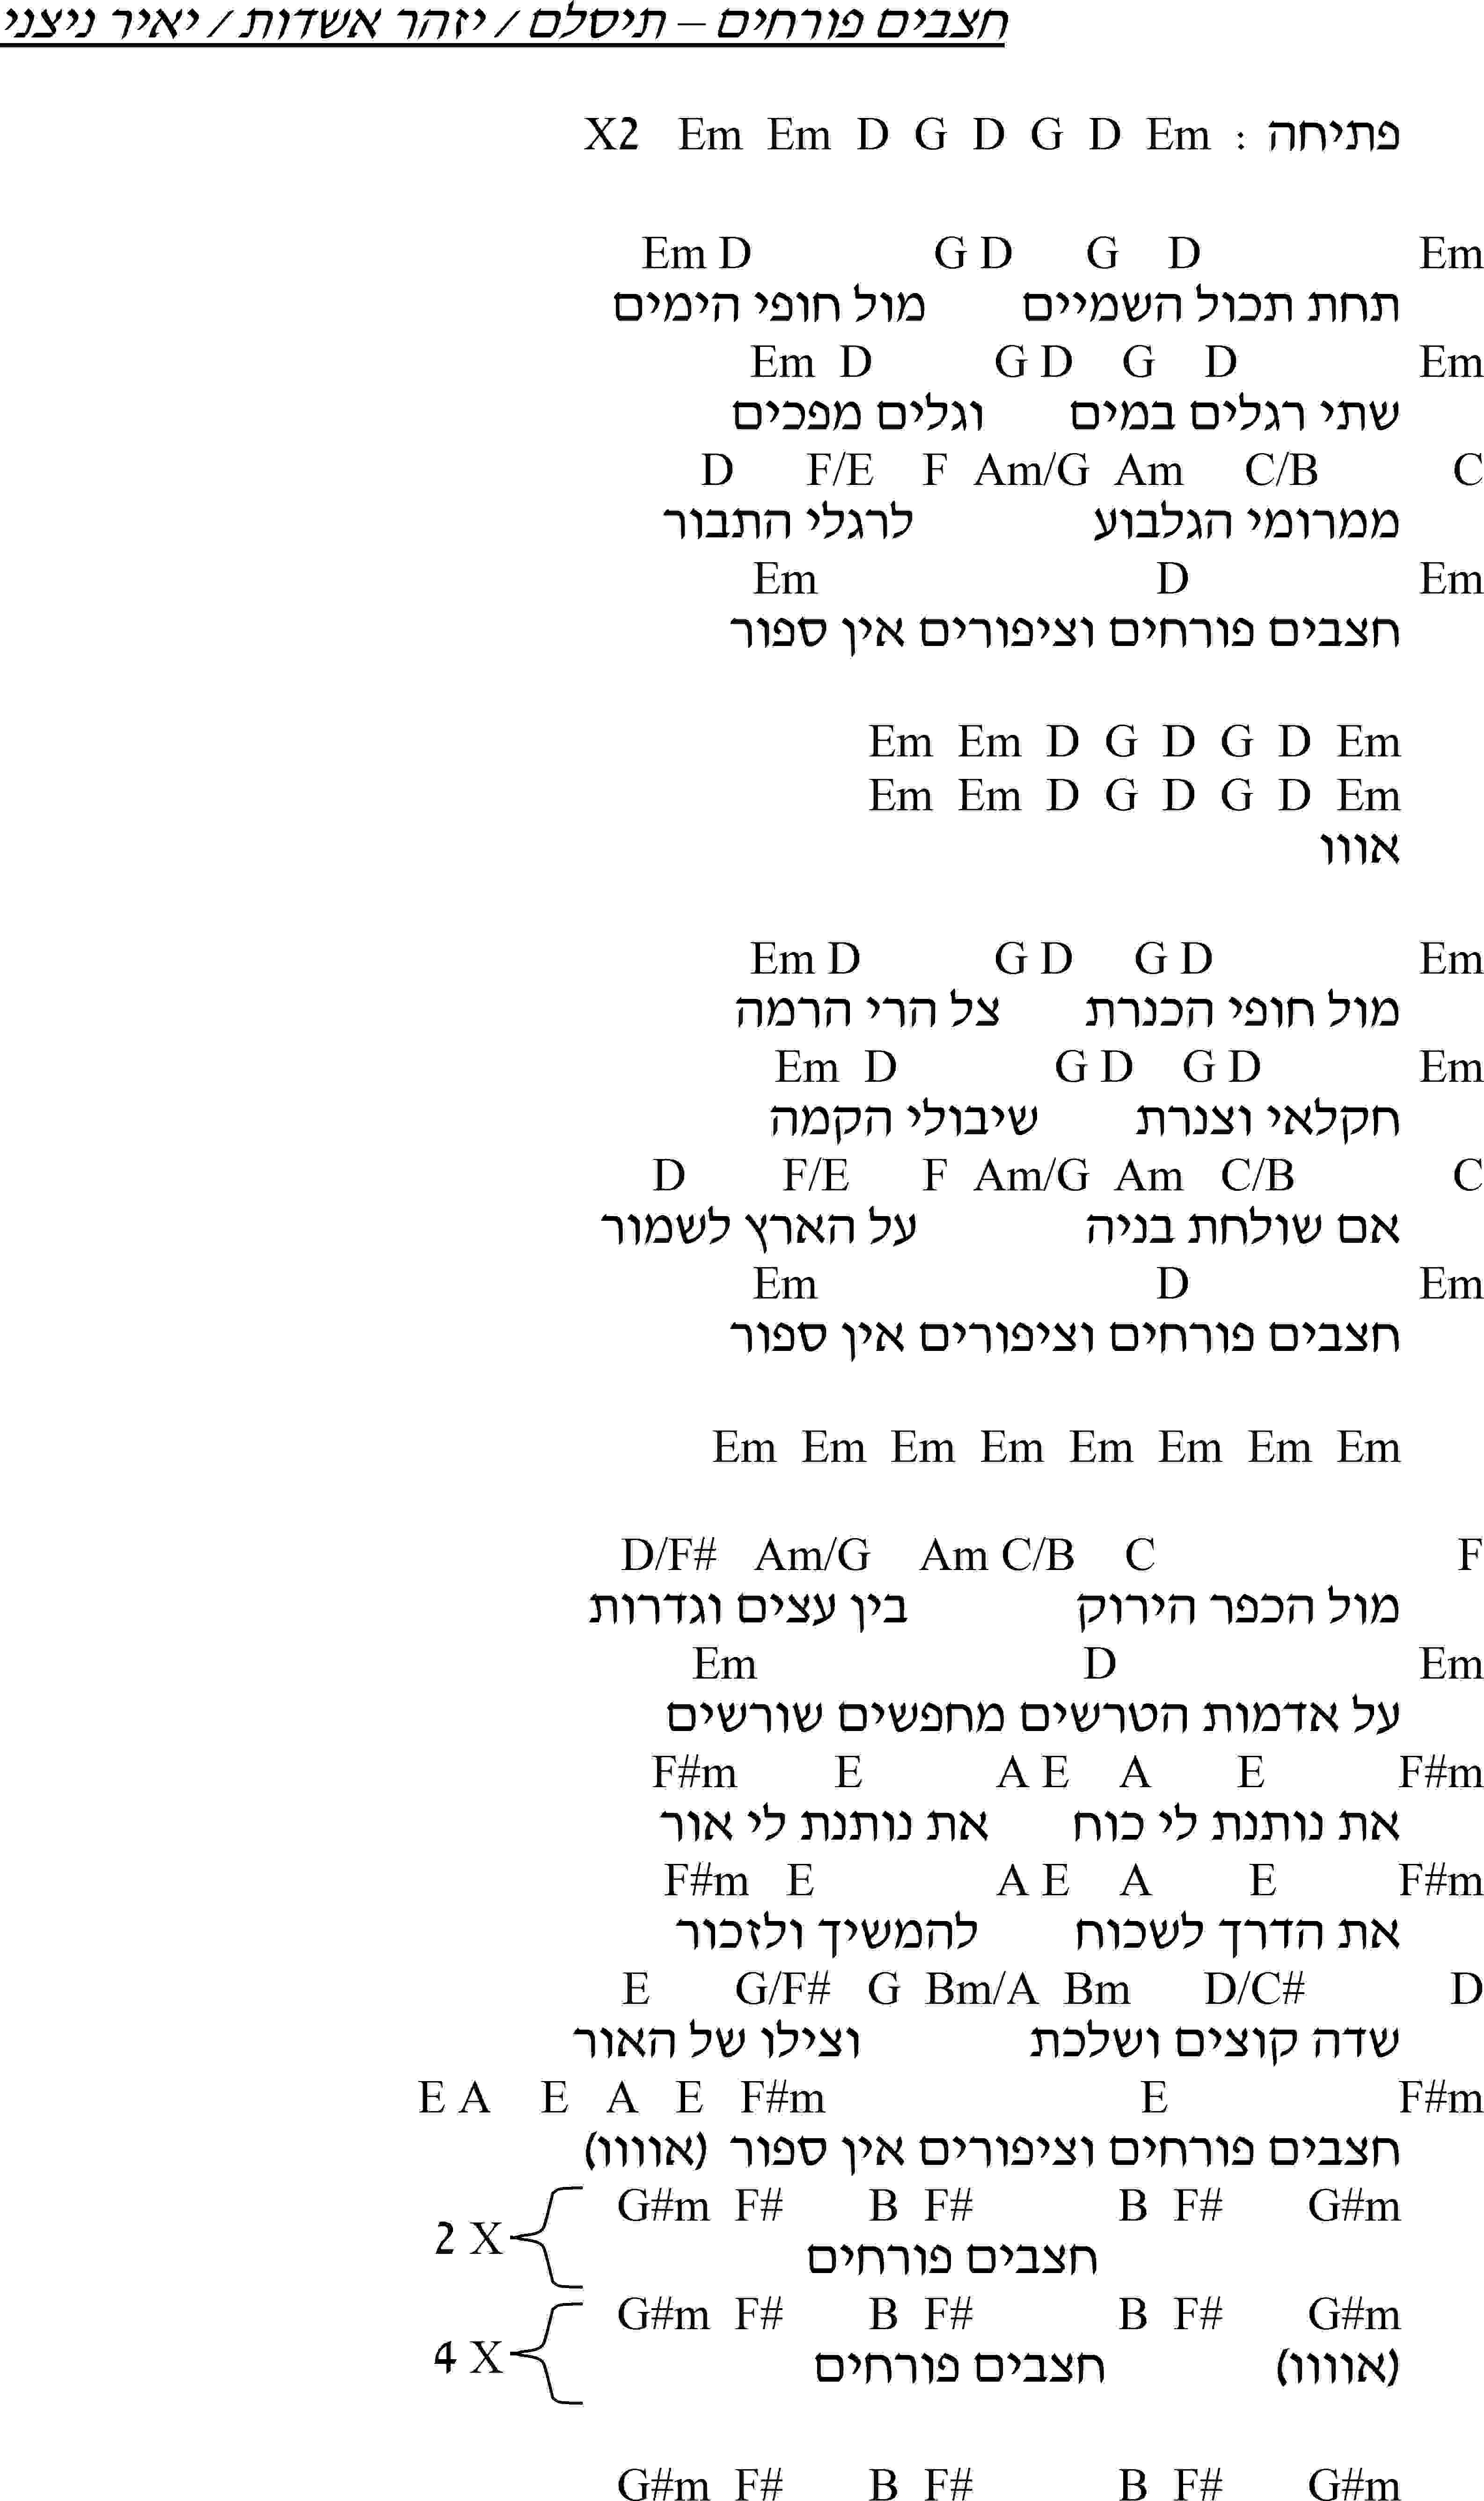 חצבים פורחים – תיסלם / יזהר אשדות / יאיר ניצני
פתיחה : Em D G D G D Em Em X2
Em D G D G D Em
תחת תכול השמיים מול חופי הימים
Em D G D G D Em
שתי רגלים במים וגלים מפכים
D F/E F Am/G Am C/B C
ממרומי הגלבוע לרגלי התבור
Em D Em
חצבים פורחים וציפורים אין ספור
Em Em D G D G D Em
Em Em D G D G D Em
אווו
Em D G D G D Em
מול חופי הכנרת צל הרי הרמה
Em D G D G D Em
חקלאי וצנרת שיבולי הקמה
D F/E F Am/G Am C/B C
אם שולחת בניה על הארץ לשמור
Em D Em
חצבים פורחים וציפורים אין ספור
Em Em Em Em Em Em Em Em
D/F# Am/G Am C/B C F
מול הכפר הירוק בין עצים וגדרות
Em D Em
על אדמות הטרשים מחפשים שורשים
F#m E A E A E F#m
את נותנת לי כוח את נותנת לי אור
F#m E A E A E F#m
את הדרך לשכוח להמשיך ולזכור
E G/F# G Bm/A Bm D/C# D
שדה קוצים ושלכת וצילו של האור
E A E A E F#m E F#m
חצבים פורחים וציפורים אין ספור (אוווו)
G#m F# B F# B F# G#m
2 X
חצבים פורחים
G#m F# B F# B F# G#m
4 X
(אוווו) חצבים פורחים
G#m F# B F# B F# G#m